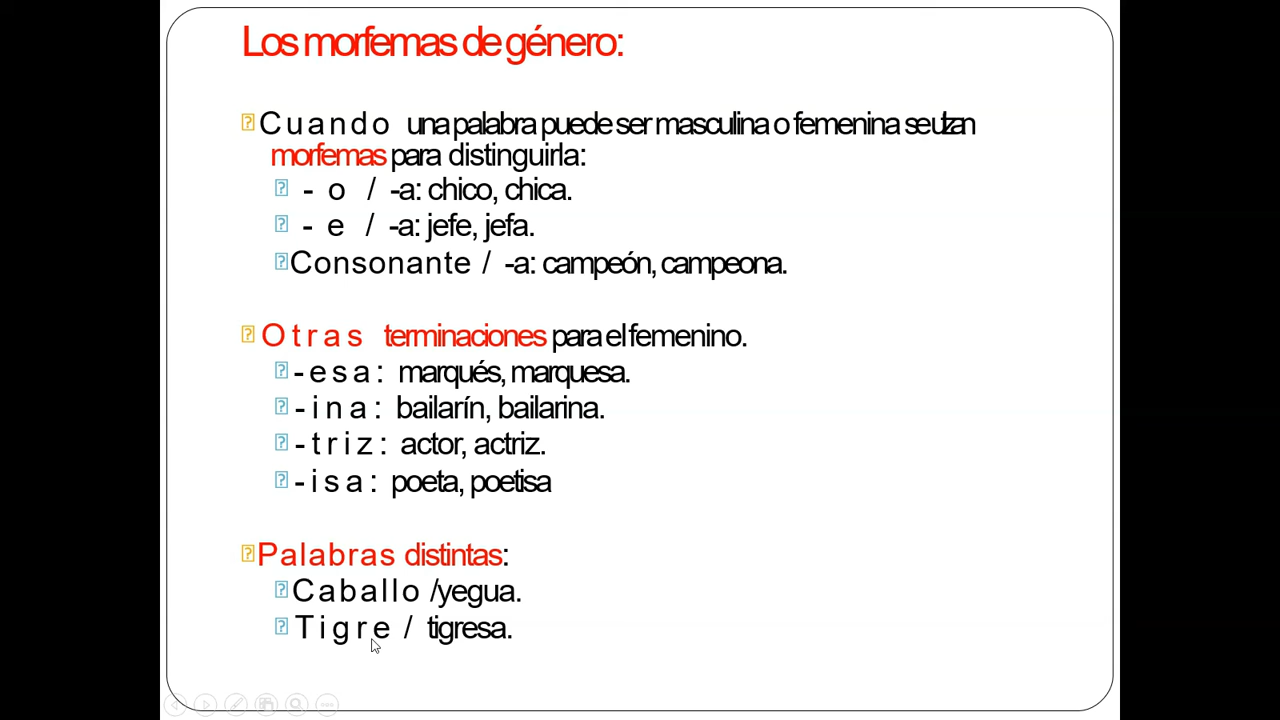 Los morfemas de género:
Cuando una palabra puede ser masculina o femenina se utilizan
morfemas para distinguirla:
- o / -a: chico, chica.
- e / -a: jefe, jefa.
Consonante / -a: campeón, campeona.
Otras terminaciones para el femenino.
-esa: marqués, marquesa.
-ina: bailarín, bailarina.
-triz: actor, actriz.
-isa: poeta, poetisa
Palabras distintas:
Caballo /yegua.
Tigre / tigresa.